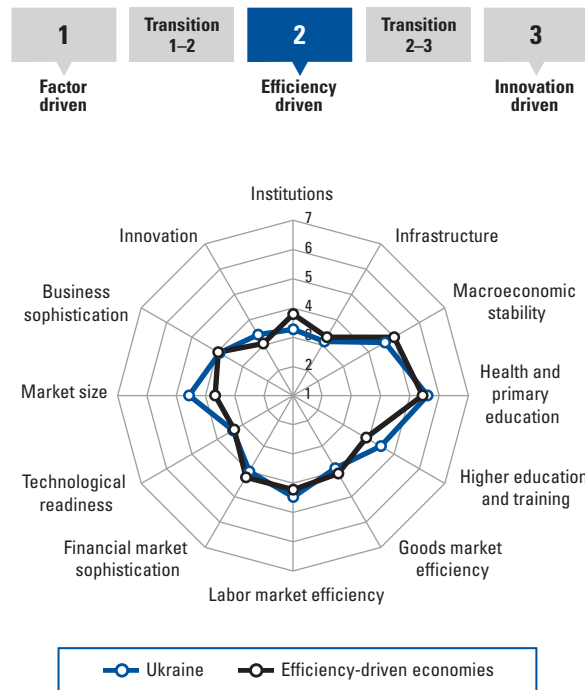 1
Transition
1–2
2
Transition
2–3
3
Factor
driven
Efficiency
driven
Innovation
driven
Institutions
7
6
5
4
3
2
1
Infrastructure
Macroeconomic
stability
Health and
primary
education
Higher education
and training
Goods market
efficiency
Labor market efficiency
Financial market
sophistication
Technological
readiness
Market size
Business
sophistication
Innovation
Ukraine
Efficiency-driven economies